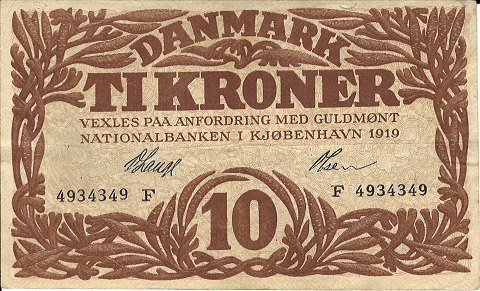 DANMARK
TI KRONER
VEXLES PAA ANFORDRING MED GULDMØNT
NATIONALBANKEN I KJØBENHAVN 1919
4934349 F F 4934349
10